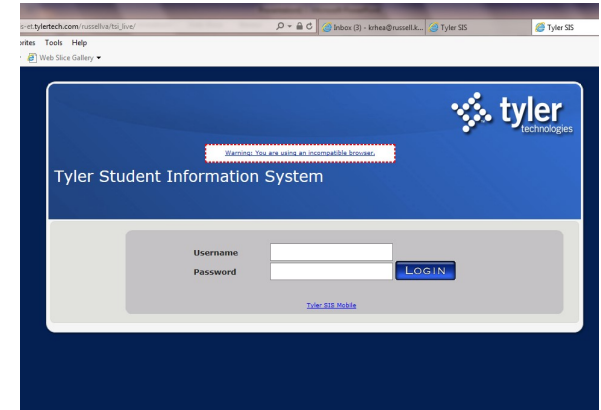 s-et.tylertech.com/russellva/tsi_live/
Inbox (3) - krhea@russell.k...
Tyler SIS
Tyler SIS
orites Tools Help
Web Slice Gallery
tyler
technologies
Warning: You are using an incompatible browser.
Tyler Student Information System
Username
Password
LOGIN
Tyler SIS Mobile